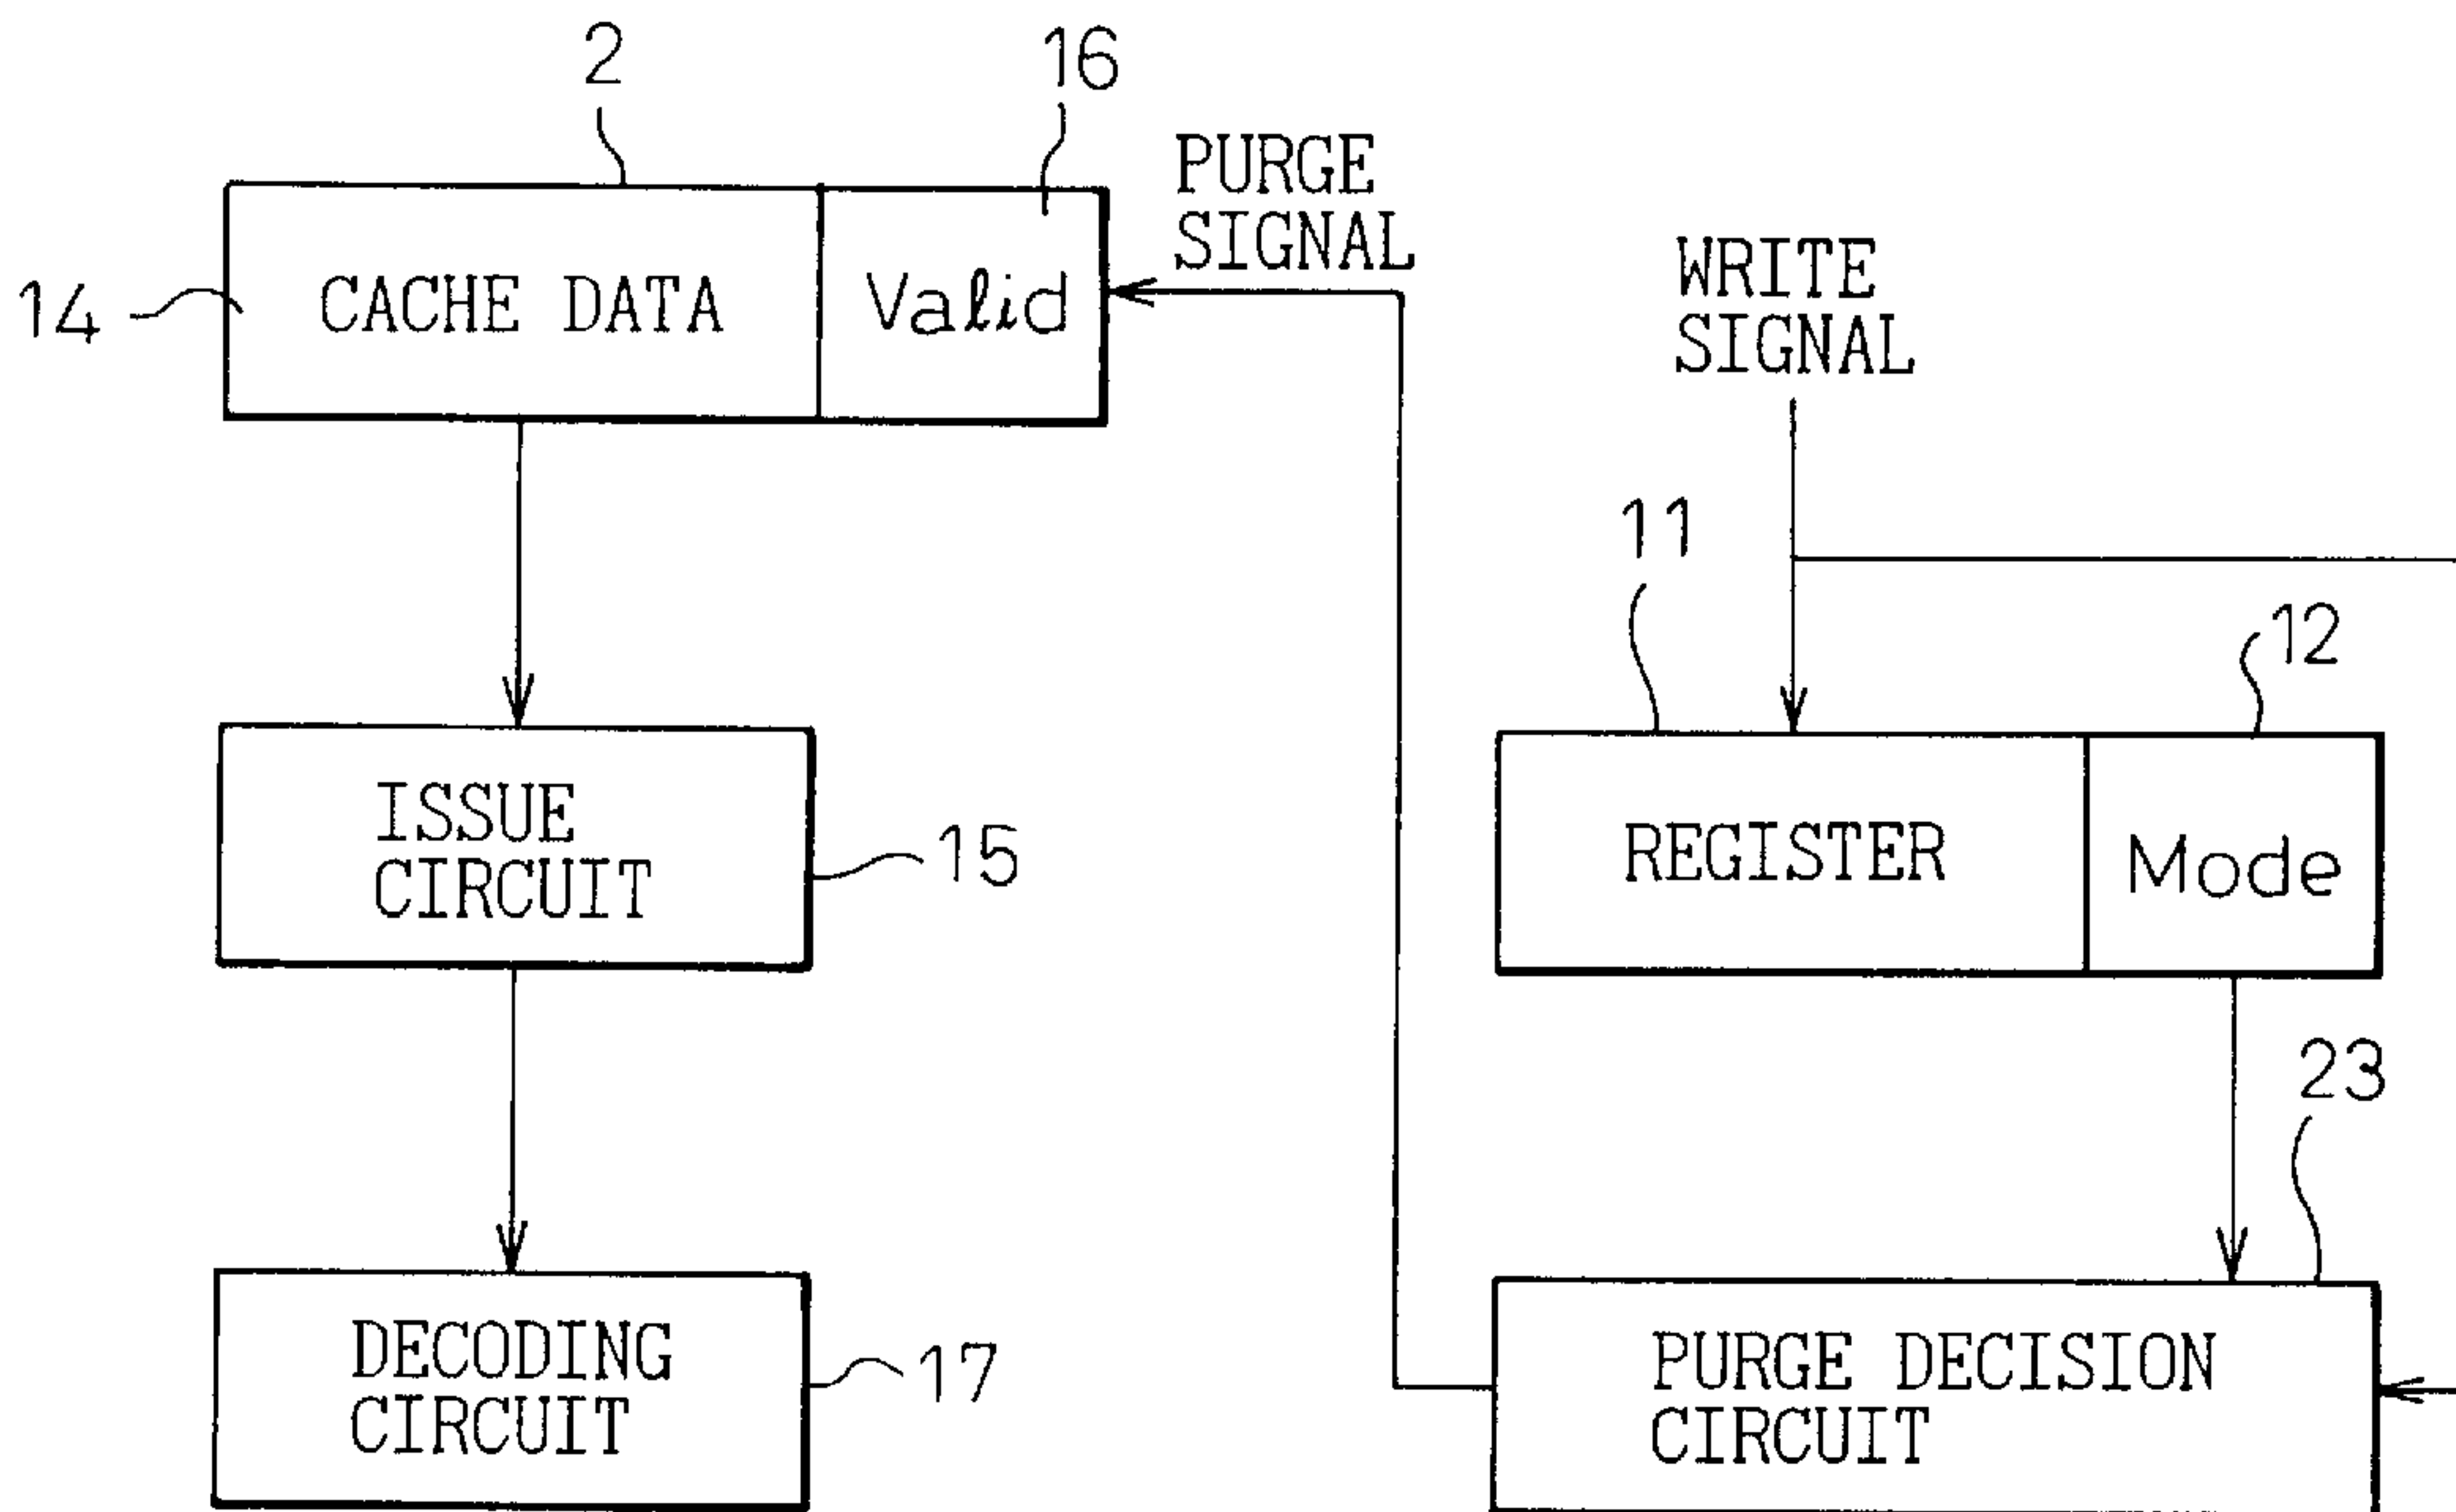 2
16
PURGE
SIGNAL
WRITE
SIGNAL
14
CACHE DATA
Valid
11
12
ISSUE
CIRCUIT
15
REGISTER
Mode
23
DECODING
CIRCUIT
17
PURGE DECISION
CIRCUIT